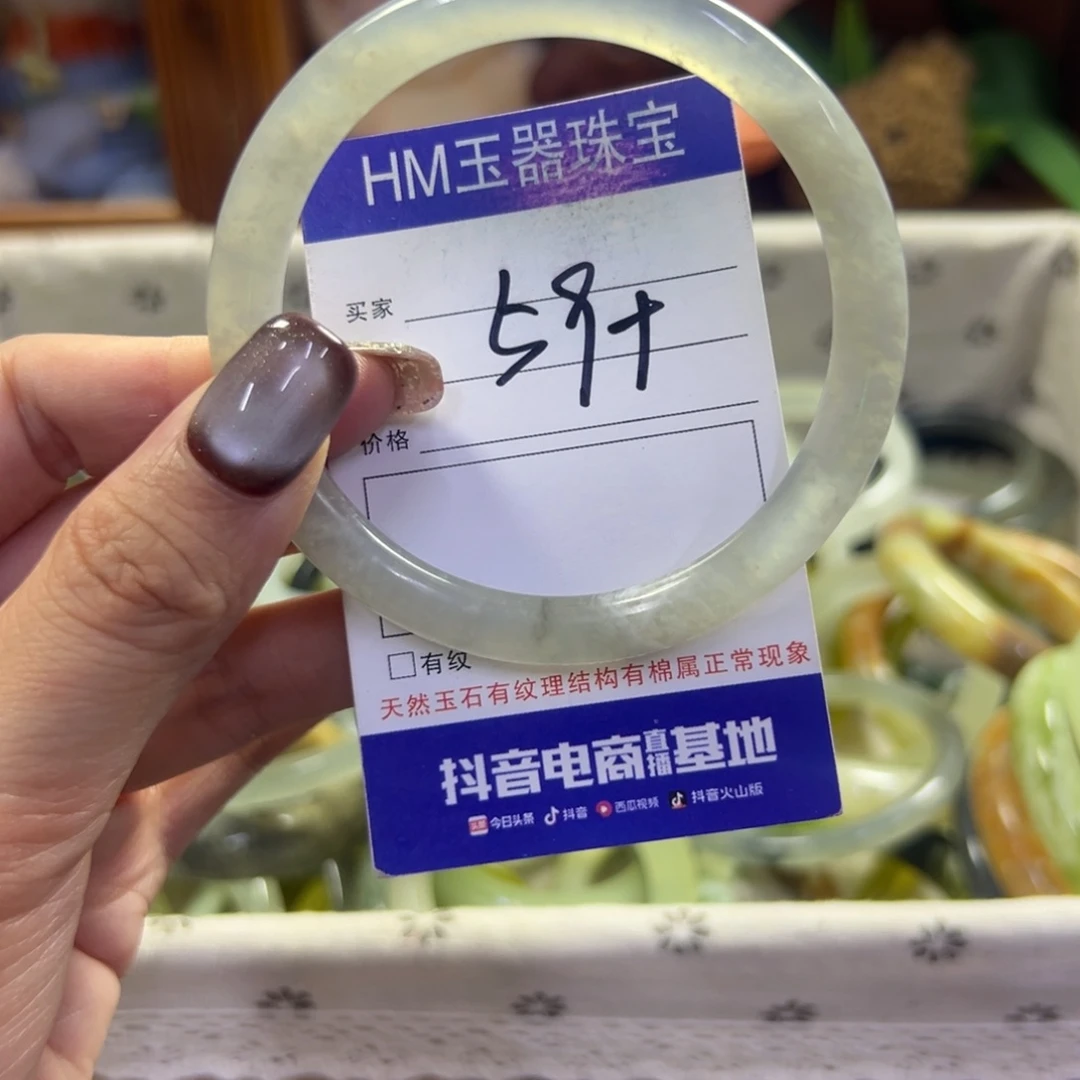 HM玉器珠宝
买家
价格
有纹
天然玉石有纹理结构有棉属正常现象
抖音电商直播基地
头条 今日头条 抖音 西瓜视频 抖音火山版